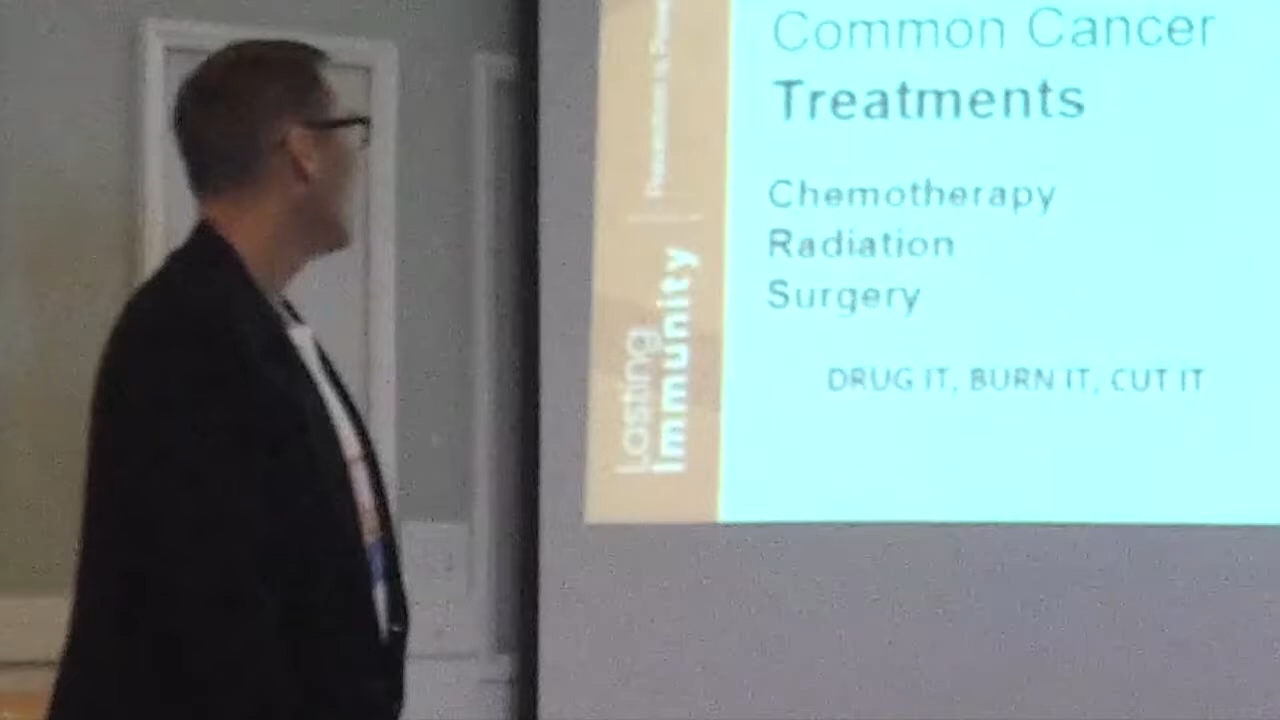 Common Cancer
Treatments
Chemotherapy
Radiation
Surgery
DRUG IT, BURN IT, CUT IT
Lasting
Immunity